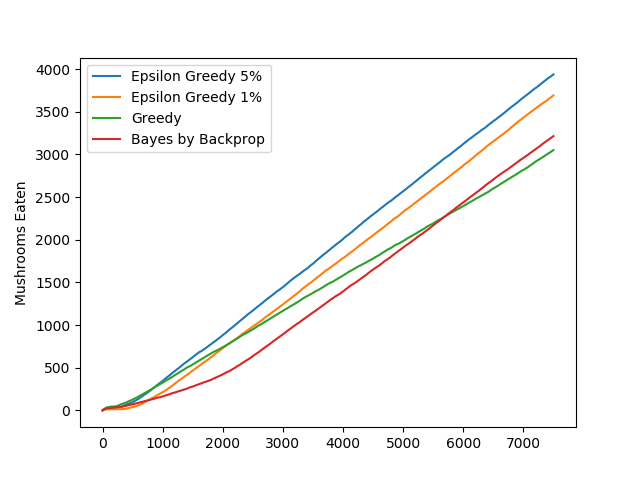 4000
3500
3000
2500
2000
1500
1000
500
0
Mushrooms Eaten
Epsilon Greedy 5%
Epsilon Greedy 1%
Greedy
Bayes by Backprop
0 1000 2000 3000 4000 5000 6000 7000